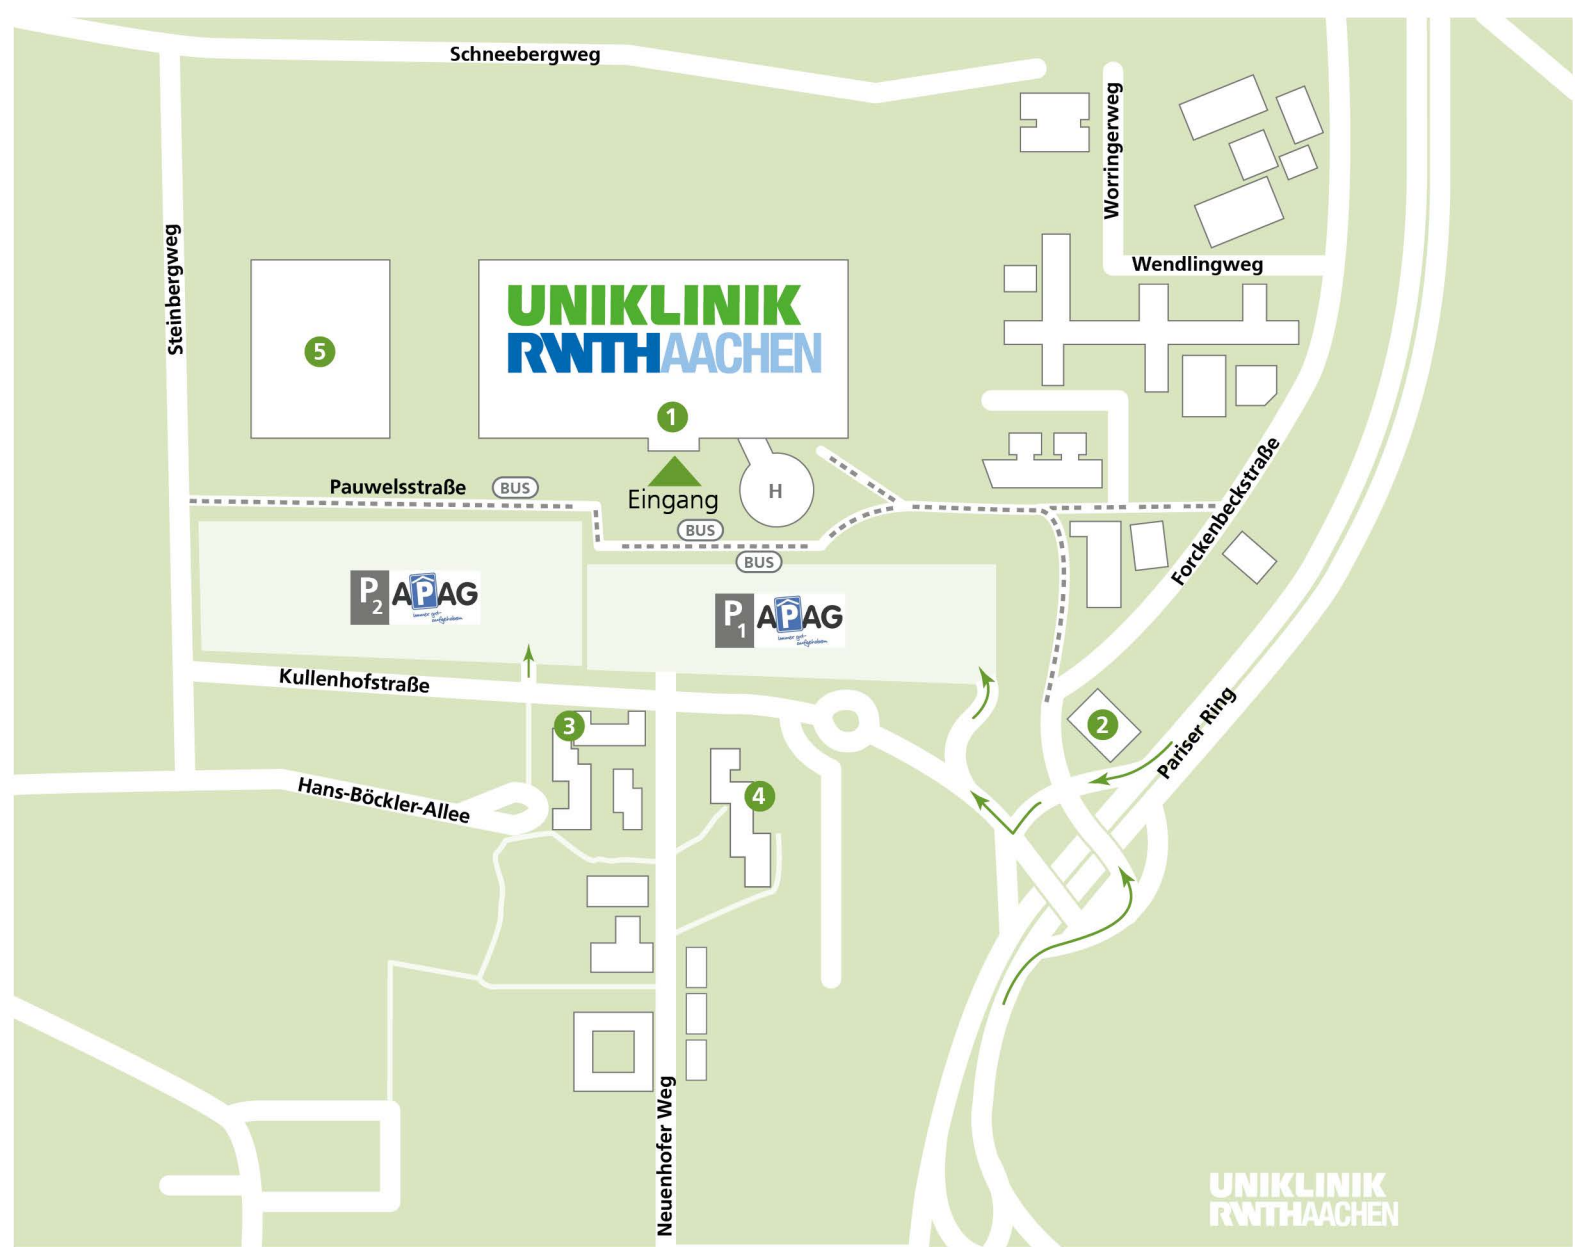 Schneebergweg
Worringerweg
Steinbergweg
Wendlingweg
UNIKLINIK
RWTHAACHEN
5
1
H
Eingang
Pauwelsstraße
BUS
BUS
BUS
Forckenbeckstraße
P2 APAG
P1 APAG
Kullenhofstraße
3
2
Pariser Ring
4
Hans-Böckler-Allee
Neuenhofer Weg
UNIKLINIK
RWTHAACHEN